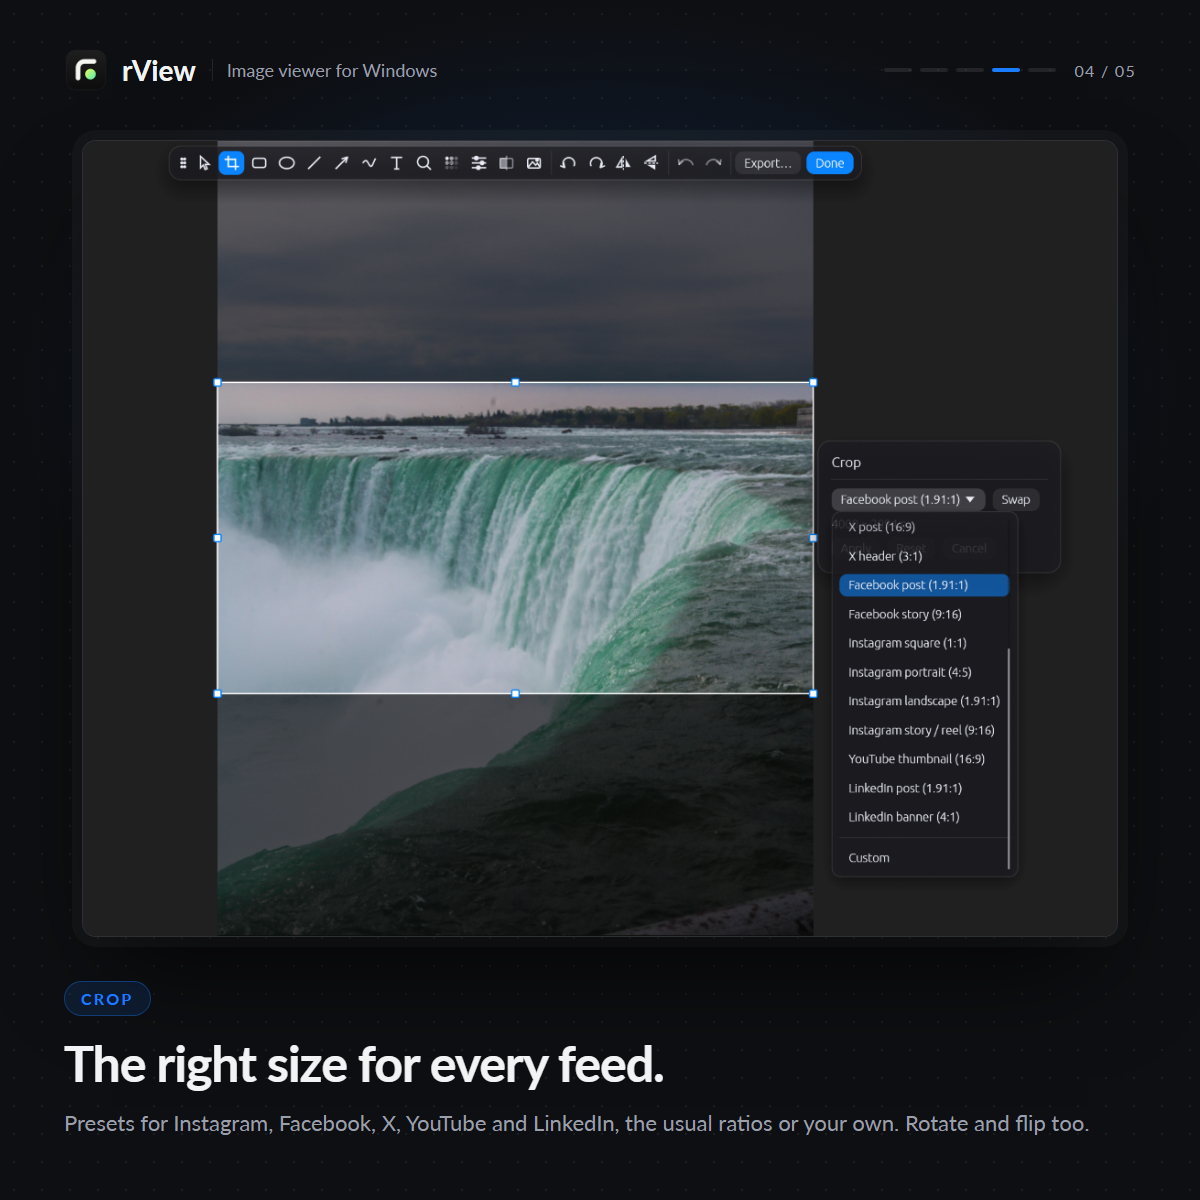 rView
Image viewer for Windows
04 / 05
T
Export...
Done
Crop
Facebook post (1.91:1)
Swap
X post (16:9)
Cancel
X header (3:1)
Facebook post (1.91:1)
Facebook story (9:16)
Instagram square (1:1)
Instagram portrait (4:5)
Instagram landscape (1.91:1)
Instagram story / reel (9:16)
YouTube thumbnail (16:9)
LinkedIn post (1.91:1)
LinkedIn banner (4:1)
Custom
CROP
The right size for every feed.
Presets for Instagram, Facebook, X, YouTube and LinkedIn, the usual ratios or your own. Rotate and flip too.